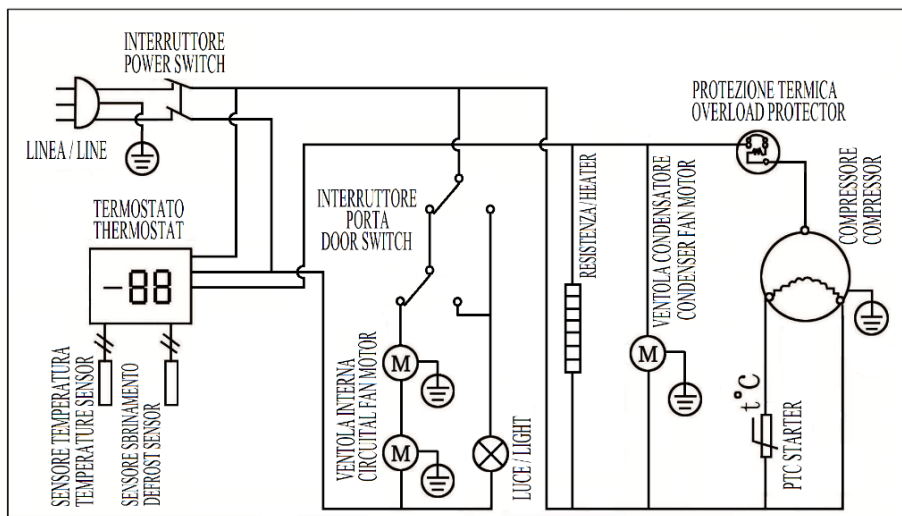 INTERRUTTORE
POWER SWITCH
LINEA / LINE
TERMOSTATO
THERMOSTAT
-88
SENSORE TEMPERATURA
TEMPERATURE SENSOR
SENSORE SBRINAMENTO
DEFROST SENSOR
INTERRUTTORE
PORTA
DOOR SWITCH
VENTOLA INTERNA
CIRCUITAL FAN MOTOR
M
M
LUCE / LIGHT
RESISTENZA/HEATER
VENTOLA CONDENSATORE
CONDENSER FAN MOTOR
M
PROTEZIONE TERMICA
OVERLOAD PROTECTOR
COMPRESSORE
COMPRESSOR
t°C
PTC STARTER